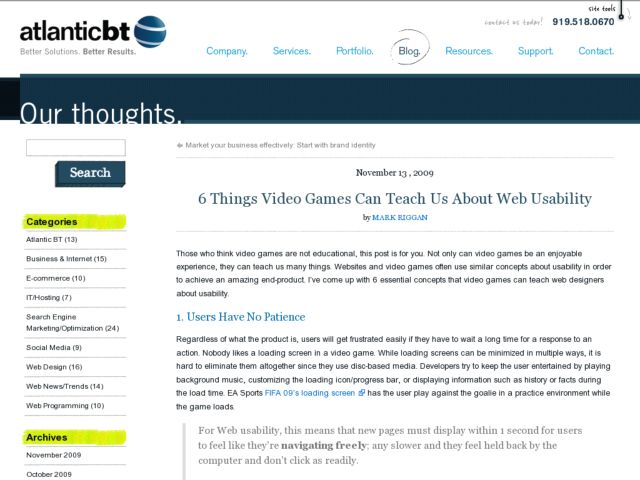 site tools
contact us today! 919.518.0670
atlanticbt
Better Solutions. Better Results.
Company. Services. Portfolio. Blog. Resources. Support. Contact.
Our thoughts.
Market your business effectively: Start with brand identity
Search
November 13 , 2009
6 Things Video Games Can Teach Us About Web Usability
by MARK RIGGAN
Categories
Atlantic BT (13)
Business & Internet (15)
E-commerce (10)
IT/Hosting (7)
Search Engine
Marketing/Optimization (24)
Social Media (9)
Web Design (16)
Web News/Trends (14)
Web Programming (10)
Archives
November 2009
October 2009
Those who think video games are not educational, this post is for you. Not only can video games be an enjoyable
experience, they can teach us many things. Websites and video games often use similar concepts about usability in order
to achieve an amazing end-product. I've come up with 6 essential concepts that video games can teach web designers
about usability.
1. Users Have No Patience
Regardless of what the product is, users will get frustrated easily if they have to wait a long time for a response to an
action. Nobody likes a loading screen in a video game. While loading screens can be minimized in multiple ways, it is
hard to eliminate them altogether since they use disc-based media. Developers try to keep the user entertained by playing
background music, customizing the loading icon/progress bar, or displaying information such as history or facts during
the load time. EA Sports FIFA 09's loading screen has the user play against the goalie in a practice environment while
the game loads.
For Web usability, this means that new pages must display within 1 second for users
to feel like they're navigating freely; any slower and they feel held back by the
computer and don't click as readily.